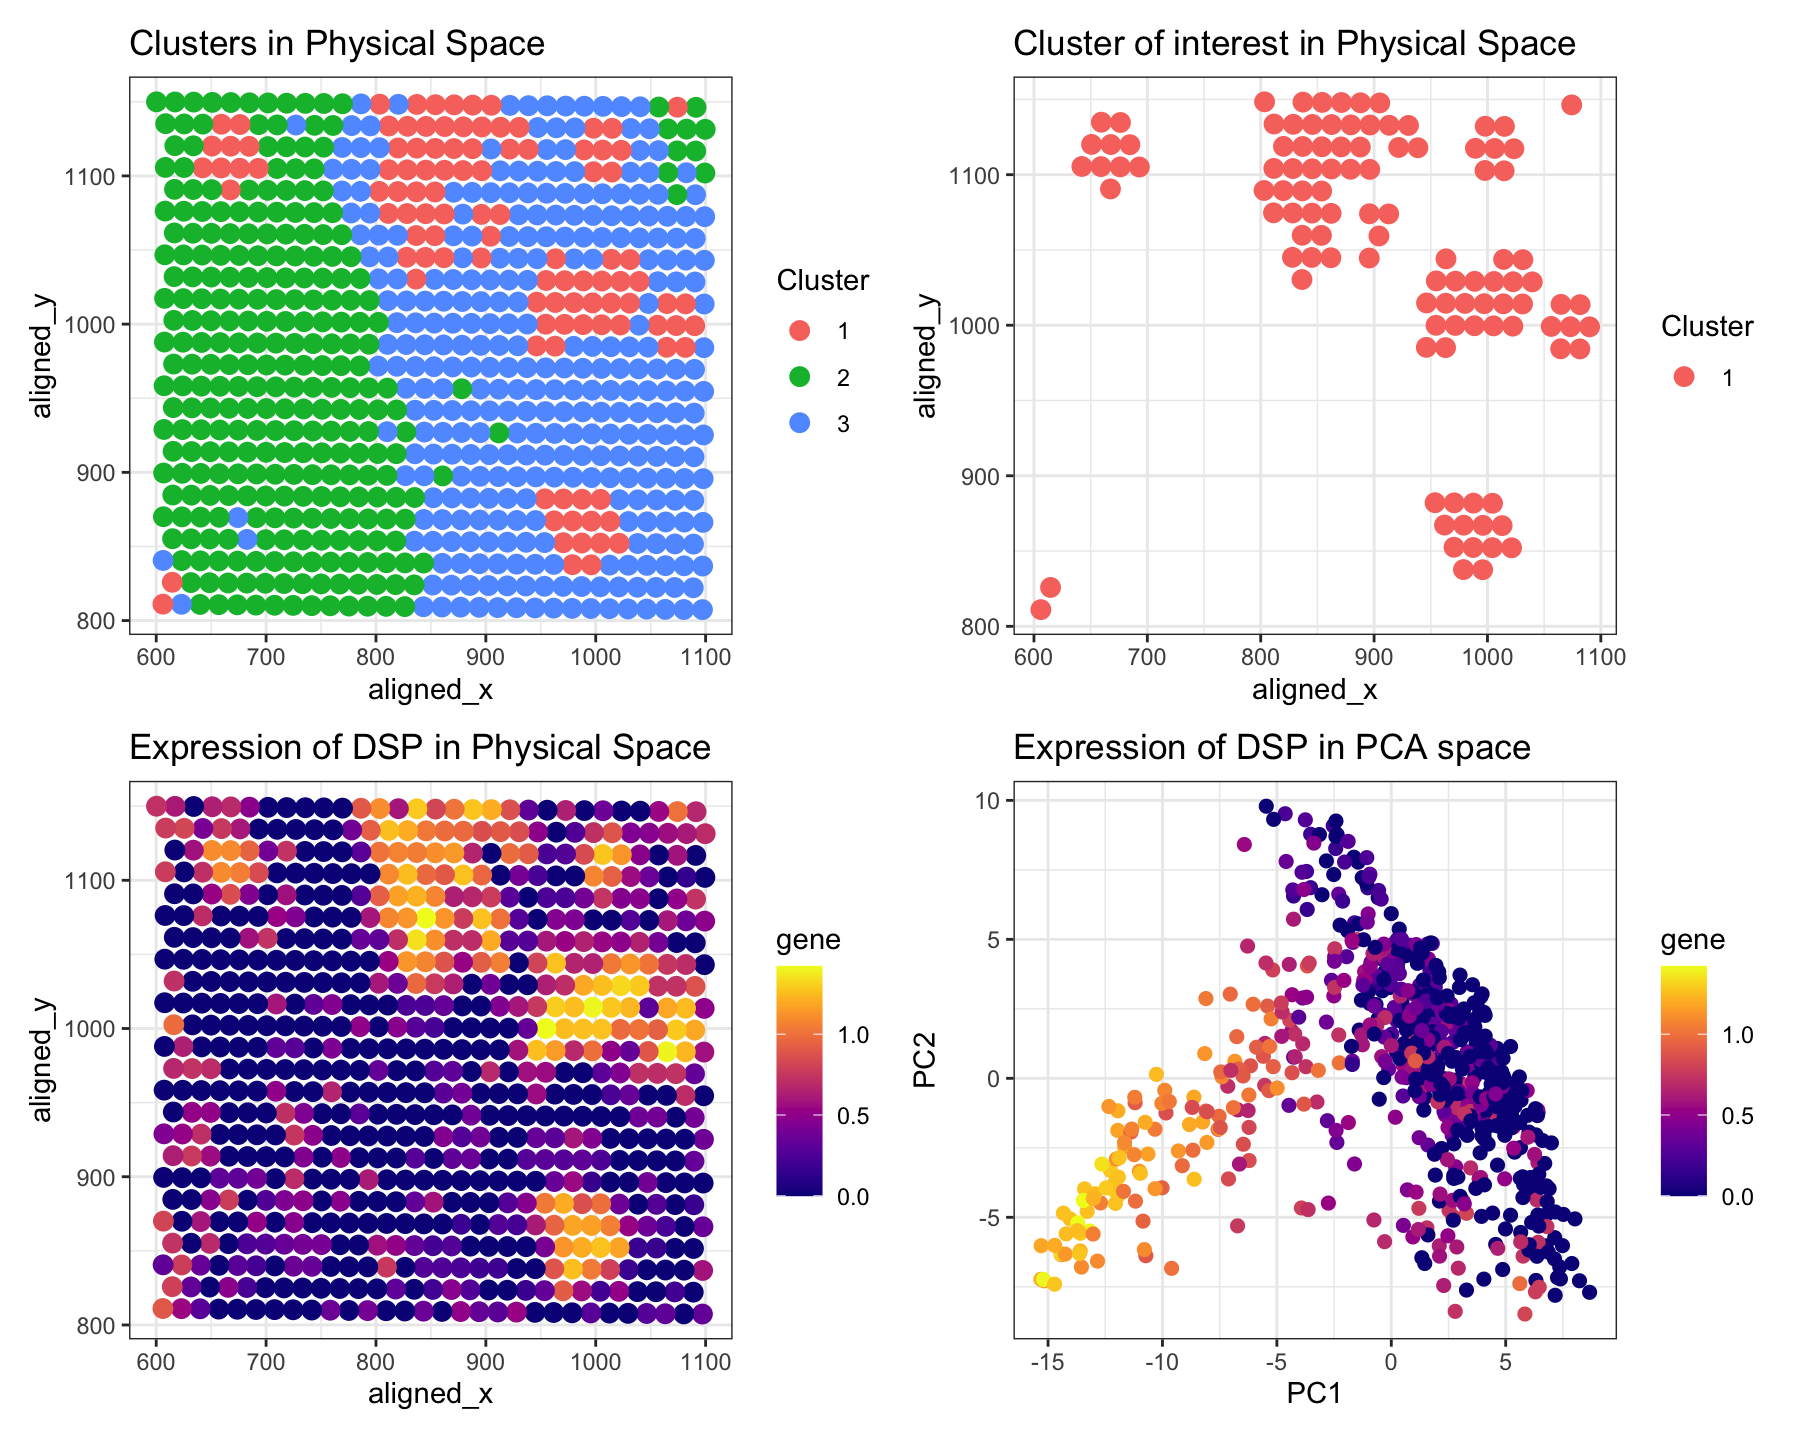 Clusters in Physical Space
aligned_y
1100
1000
900
800
600 700 800 900 1000 1100
aligned_x
Cluster
1
2
3
Cluster of interest in Physical Space
aligned_y
1100
1000
900
800
600 700 800 900 1000 1100
aligned_x
Cluster
1
Expression of DSP in Physical Space
aligned_y
1100
1000
900
800
600 700 800 900 1000 1100
aligned_x
gene
1.0
0.5
0.0
Expression of DSP in PCA space
PC2
10
5
0
-5
-15 -10 -5 0 5
PC1
gene
1.0
0.5
0.0